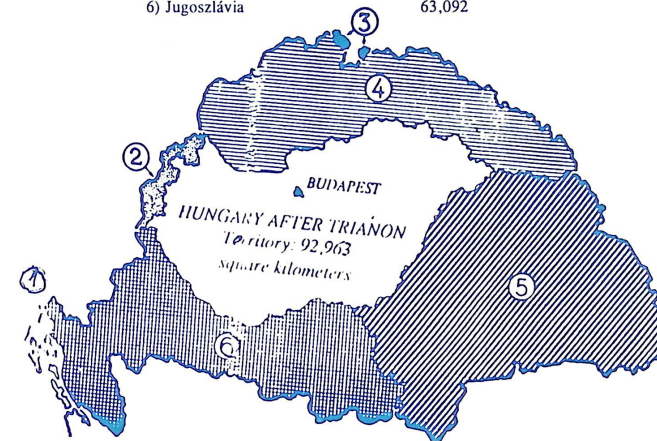 6) Jugoszlávia 63,092
3
4
2
BUDAPEST
HUNGARY AFTER TRIANON
Territory: 92,963
square kilometers
1
5
6